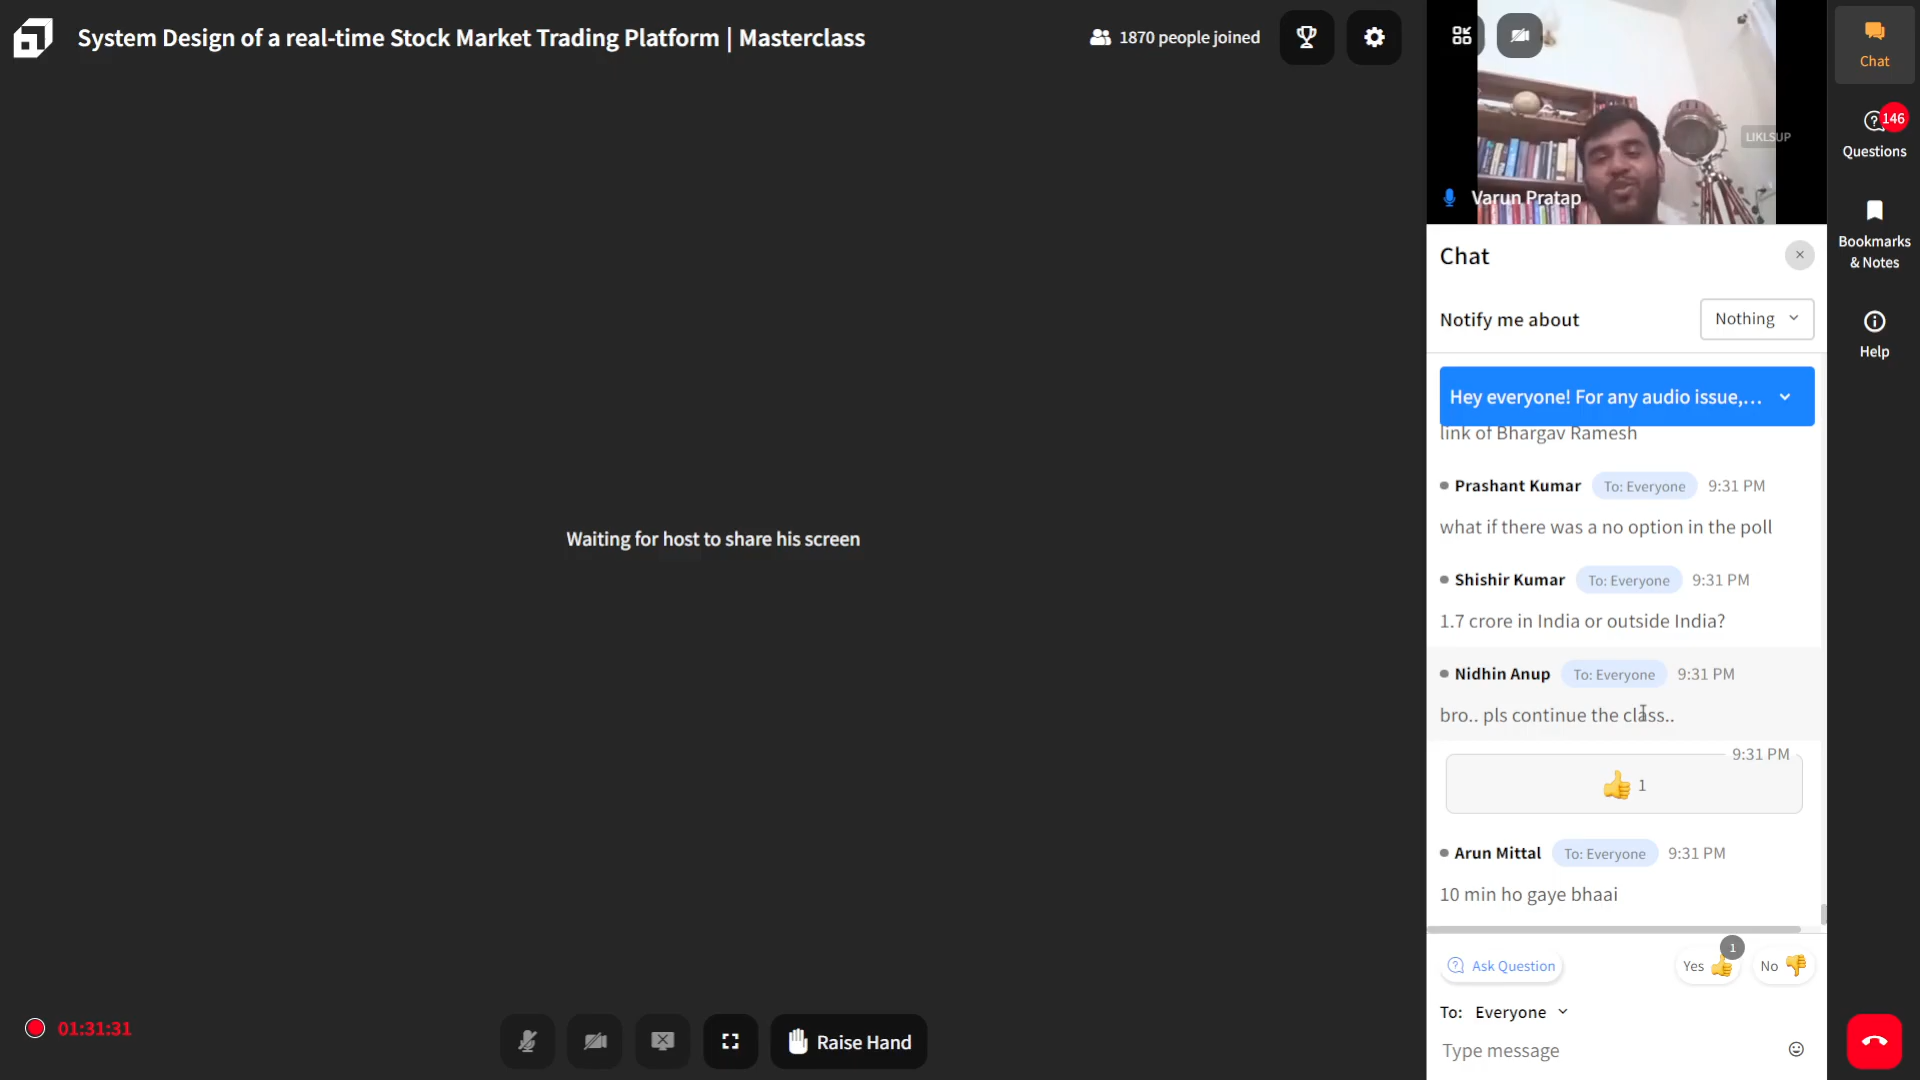 System Design of a real-time Stock Market Trading Platform | Masterclass
1870 people joined
LIKLSUP
Varun Pratap
Chat
146
Questions
Bookmarks
& Notes
Help
Chat
Notify me about
Nothing
Hey everyone! For any audio issue,...
link of Bhargav Ramesh
Prashant Kumar To: Everyone 9:31 PM
what if there was a no option in the poll
Shishir Kumar To: Everyone 9:31 PM
1.7 crore in India or outside India?
Nidhin Anup To: Everyone 9:31 PM
bro.. pls continue the class..
9:31 PM
👍 1
Arun Mittal To: Everyone 9:31 PM
10 min ho gaye bhaai
Waiting for host to share his screen
Ask Question
Yes 👍 1
No 👎
To: Everyone
Type message
01:31:31
Raise Hand